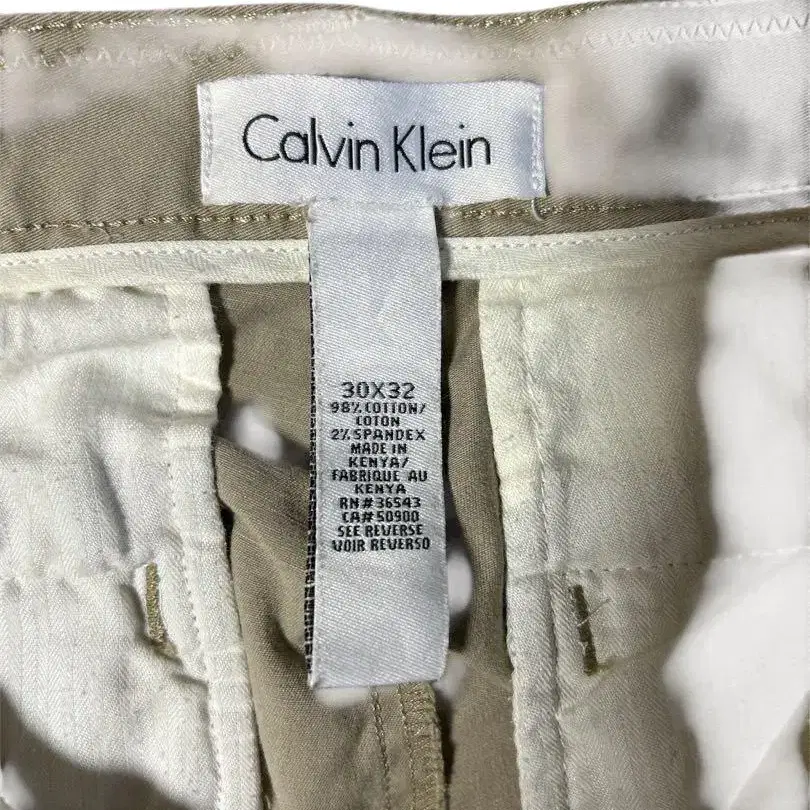 Calvin Klein
30X32
98% COTTON/
COTON
2% SPANDEX
MADE IN
KENYA/
FABRIQUE AU
KENYA
RN# 36543
CA# 50900
SEE REVERSE
VOIR REVERSO